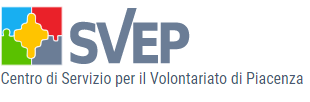 SVEP
Centro di Servizio per il Volontariato di Piacenza